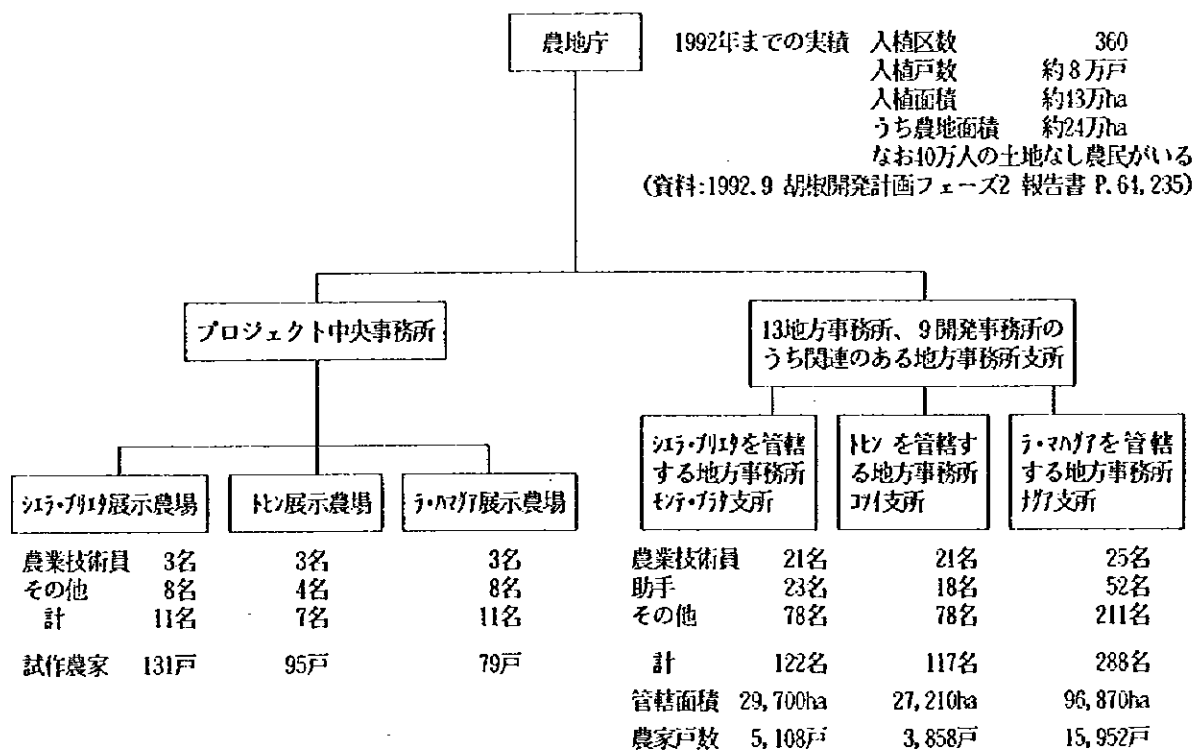 農地庁
1992年までの実績 入植区数 360
入植戸数 約8万戸
入植面積 約43万ha
うち農地面積 約24万ha
なお40万人の土地なし農民がいる
(資料:1992.9 胡椒開発計画フェーズ2 報告書 P.64,235)
プロジェクト中央事務所
13地方事務所、9開発事務所の
うち関連のある地方事務所支所
シエラ・プリエタ展示農場
トヒン展示農場
ラ・ハマグア展示農場
シエラ・プリエタを管轄
する地方事務所
モンテ・プラタ支所
トヒン を管轄す
る地方事務所
コツイ支所
ラ・マハグアを管轄
する地方事務所
ナグア支所
農業技術員 3名 3名 3名
その他 8名 4名 8名
計 11名 7名 11名
試作農家 131戸 95戸 79戸
農業技術員 21名 21名 25名
助手 23名 18名 52名
その他 78名 78名 211名
計 122名 117名 288名
管轄面積 29,700ha 27,210ha 96,870ha
農家戸数 5,108戸 3,858戸 15,952戸